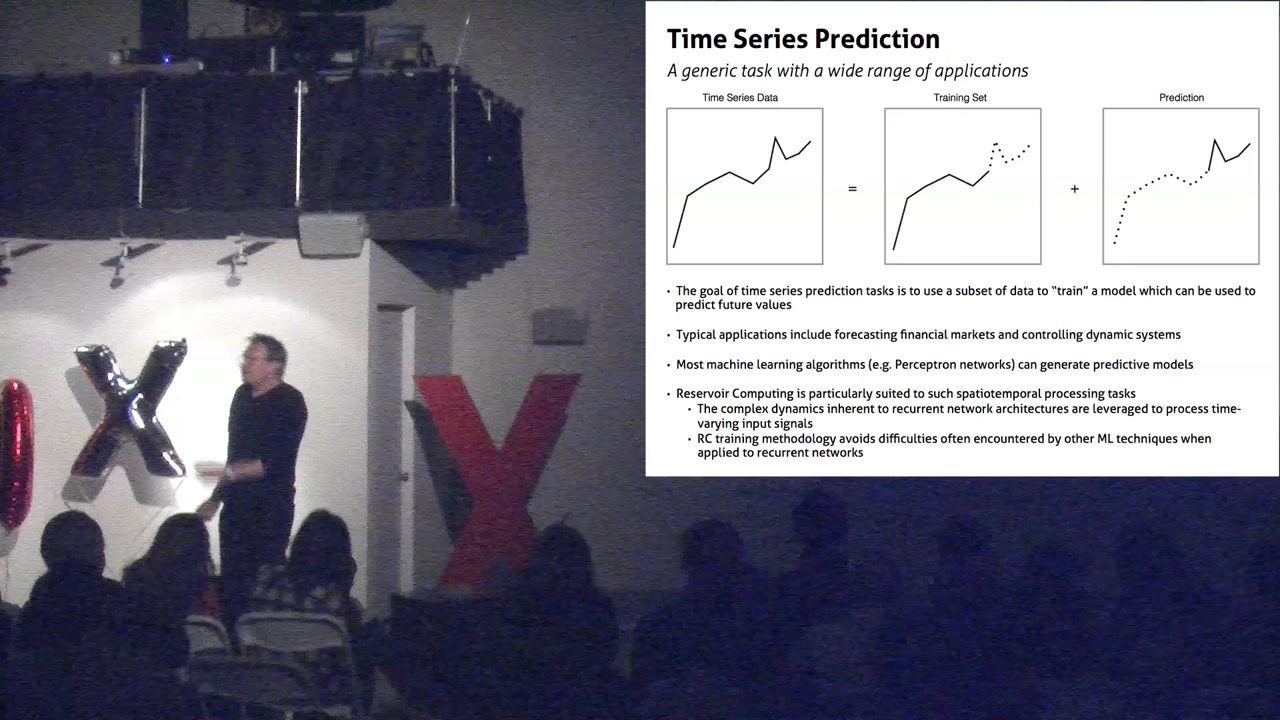 Time Series Prediction
A generic task with a wide range of applications
Time Series Data
Training Set
Prediction
=
+
• The goal of time series prediction tasks is to use a subset of data to “train” a model which can be used to
predict future values
• Typical applications include forecasting financial markets and controlling dynamic systems
• Most machine learning algorithms (e.g. Perceptron networks) can generate predictive models
• Reservoir Computing is particularly suited to such spatiotemporal processing tasks
• The complex dynamics inherent to recurrent network architectures are leveraged to process time-
varying input signals
• RC training methodology avoids difficulties often encountered by other ML techniques when
applied to recurrent networks
X
X